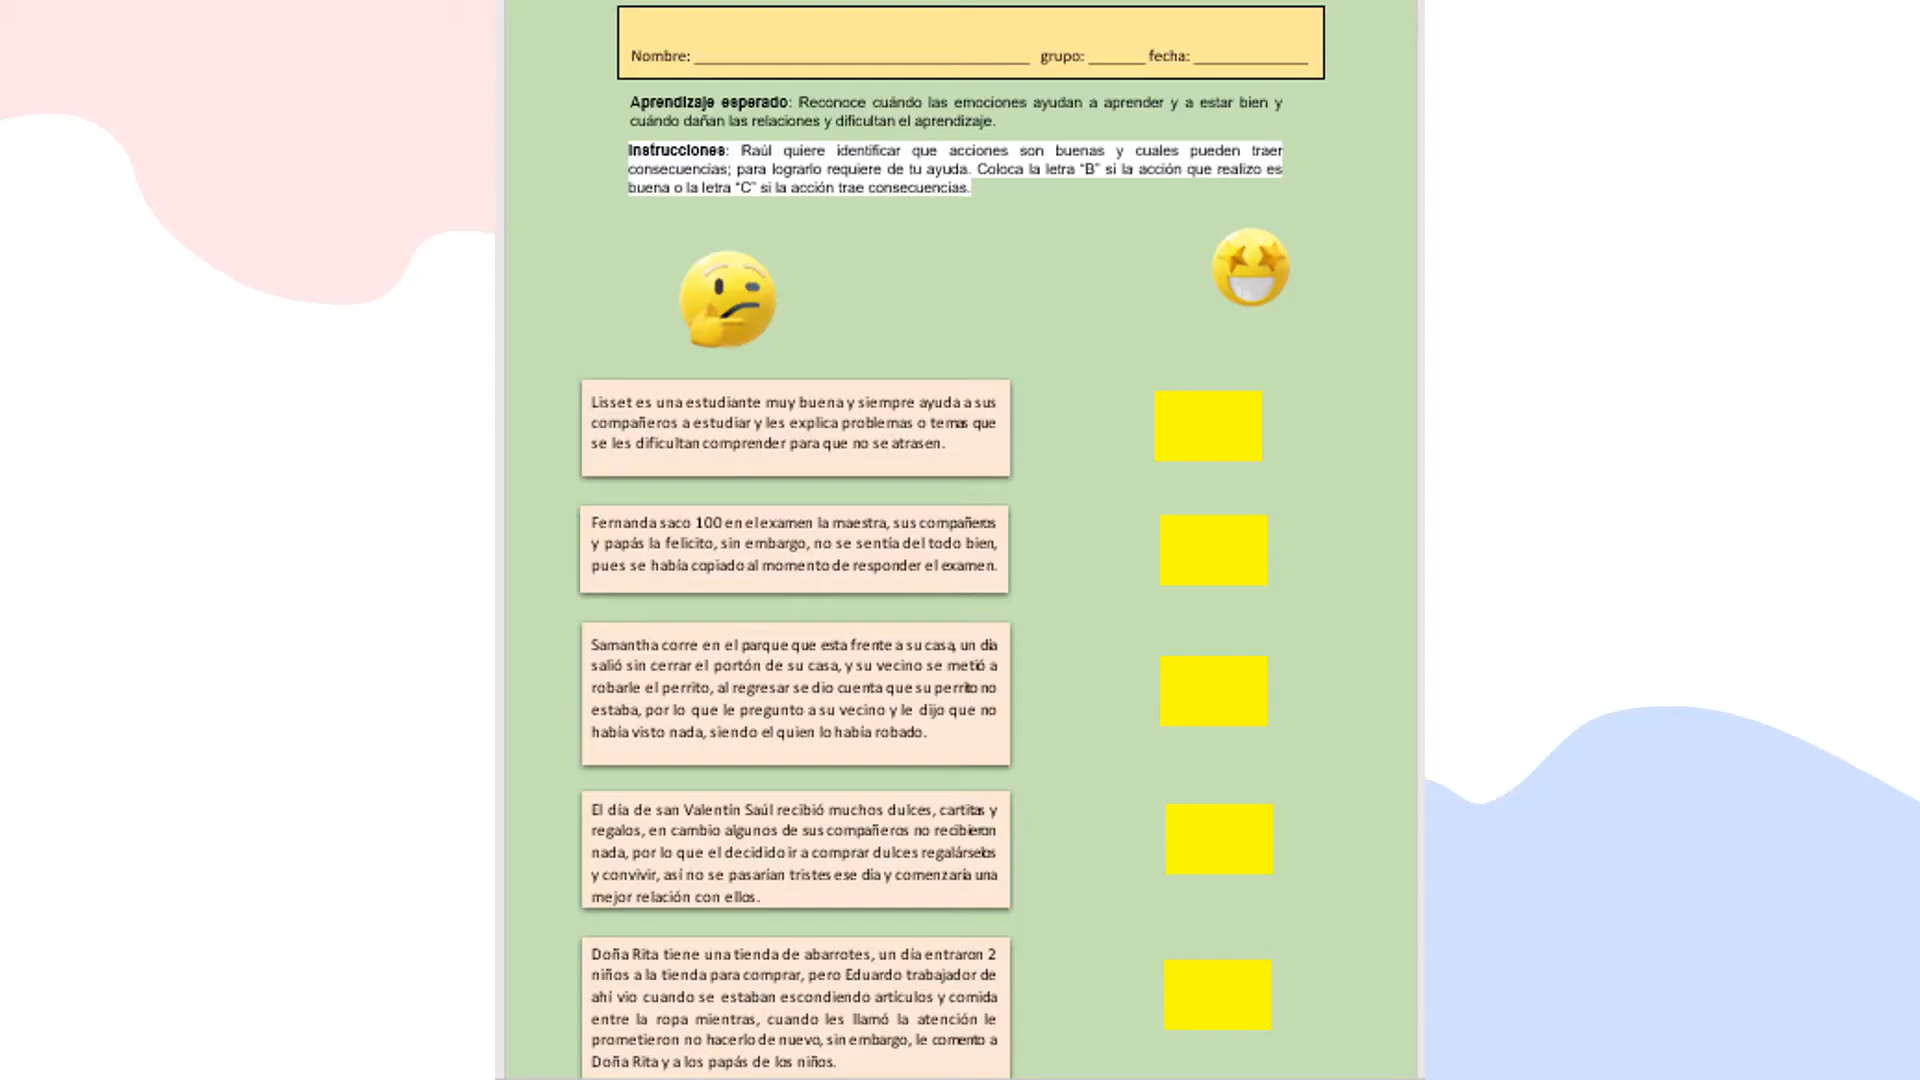 Nombre: ________________________________________ grupo: _______ fecha: ______________
Aprendizaje esperado: Reconoce cuándo las emociones ayudan a aprender y a estar bien y
cuándo dañan las relaciones y dificultan el aprendizaje.
Instrucciones: Raúl quiere identificar que acciones son buenas y cuales pueden traer
consecuencias; para lograrlo requiere de tu ayuda. Coloca la letra “B” si la acción que realizo es
buena o la letra “C” si la acción trae consecuencias.
Lisset es una estudiante muy buena y siempre ayuda a sus
compañeros a estudiar y les explica problemas o temas que
se les dificultan comprender para que no se atrasen.
Fernanda saco 100 en el examen la maestra, sus compañeros
y papás la felicito, sin embargo, no se sentía del todo bien,
pues se había copiado al momento de responder el examen.
Samantha corre en el parque que esta frente a su casa, un día
salió sin cerrar el portón de su casa, y su vecino se metió a
robarle el perrito, al regresar se dio cuenta que su perrito no
estaba, por lo que le pregunto a su vecino y le dijo que no
había visto nada, siendo el quien lo había robado.
El día de san Valentín Saúl recibió muchos dulces, cartitas y
regalos, en cambio algunos de sus compañeros no recibieron
nada, por lo que el decidido ir a comprar dulces regalárselos
y convivir, así no se pasarían tristes ese día y comenzaría una
mejor relación con ellos.
Doña Rita tiene una tienda de abarrotes, un día entraron 2
niños a la tienda para comprar, pero Eduardo trabajador de
ahí vio cuando se estaban escondiendo artículos y comida
entre la ropa mientras, cuando les llamó la atención le
prometieron no hacerlo de nuevo, sin embargo, le comento a
Doña Rita y a los papás de los niños.